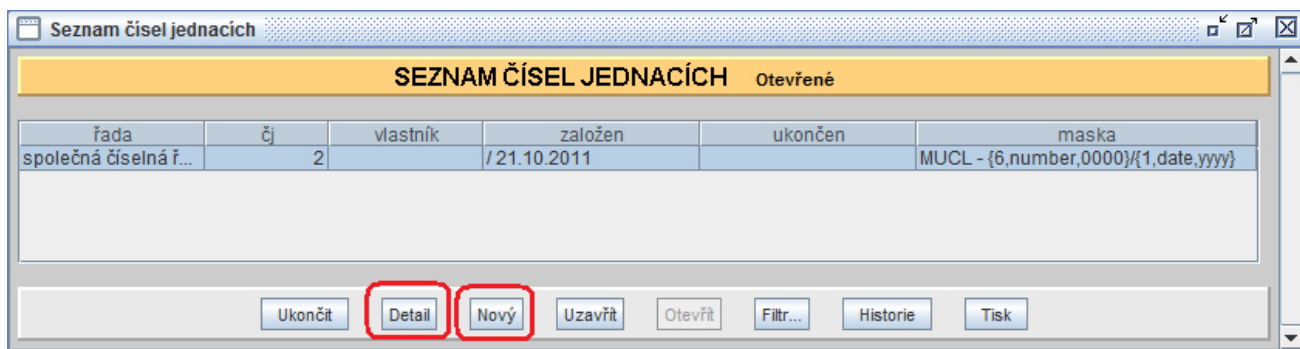 Seznam čísel jednacích
SEZNAM ČÍSEL JEDNACÍCH Otevřené
řada čj vlastník založen ukončen maska
společná číselná ř... 2 / 21.10.2011 MUCL - {6,number,0000}/{1,date,yyyy}
Ukončit Detail Nový Uzavřít Otevřít Filtr... Historie Tisk